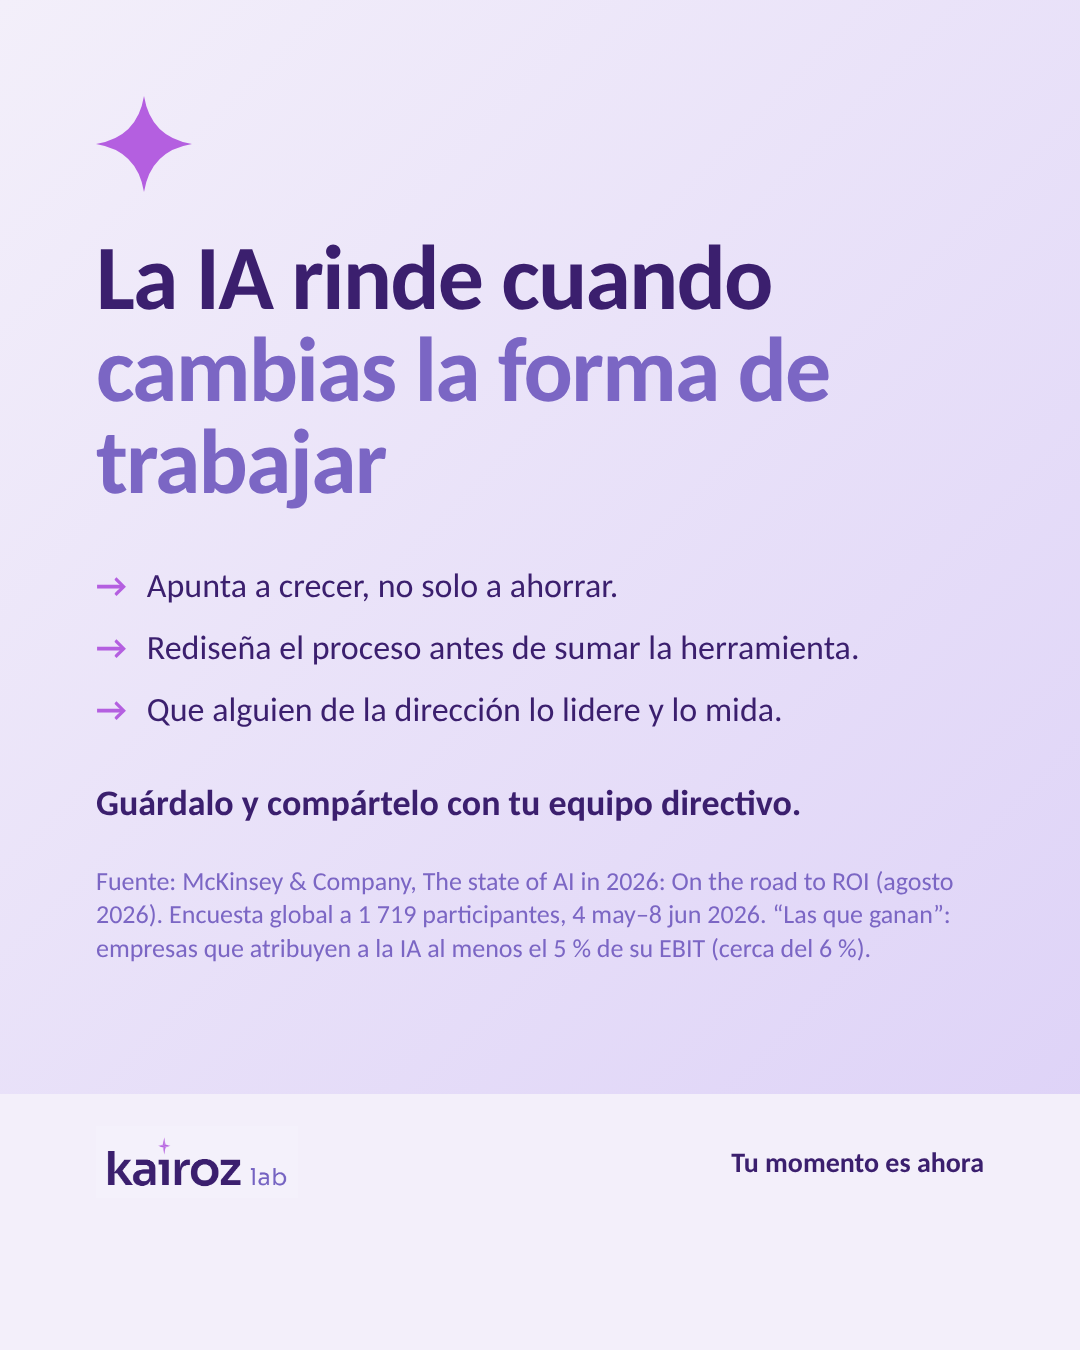 La IA rinde cuando
cambias la forma de
trabajar
→ Apunta a crecer, no solo a ahorrar.
→ Rediseña el proceso antes de sumar la herramienta.
→ Que alguien de la dirección lo lidere y lo mida.
Guárdalo y compártelo con tu equipo directivo.
Fuente: McKinsey & Company, The state of AI in 2026: On the road to ROI (agosto
2026). Encuesta global a 1 719 participantes, 4 may–8 jun 2026. “Las que ganan”:
empresas que atribuyen a la IA al menos el 5 % de su EBIT (cerca del 6 %).
kairoz lab
Tu momento es ahora